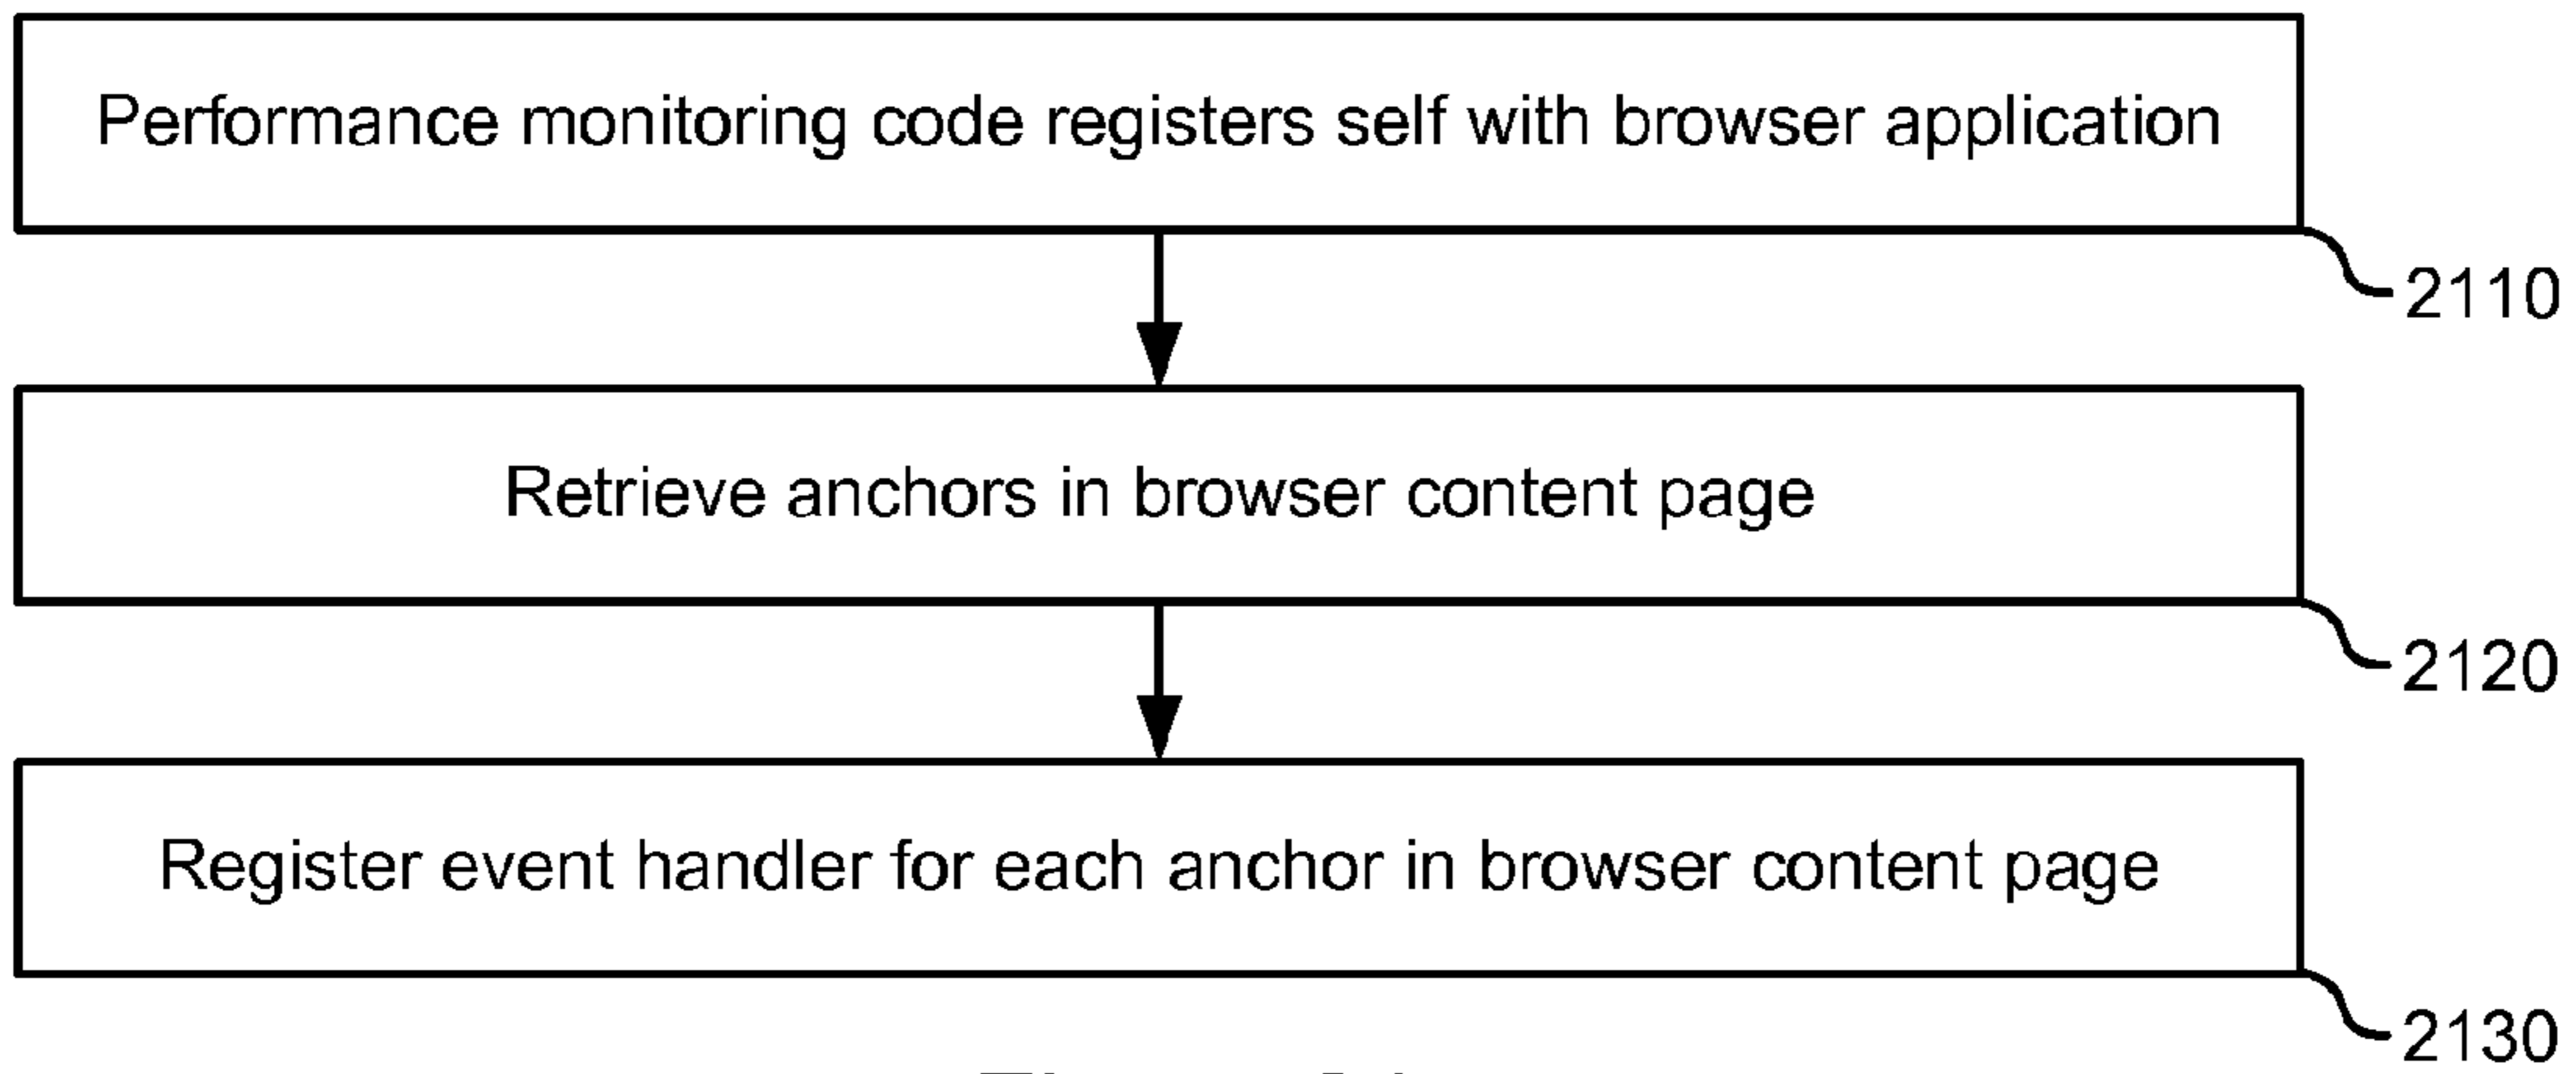 Performance monitoring code registers self with browser application
2110
Retrieve anchors in browser content page
2120
Register event handler for each anchor in browser content page
2130